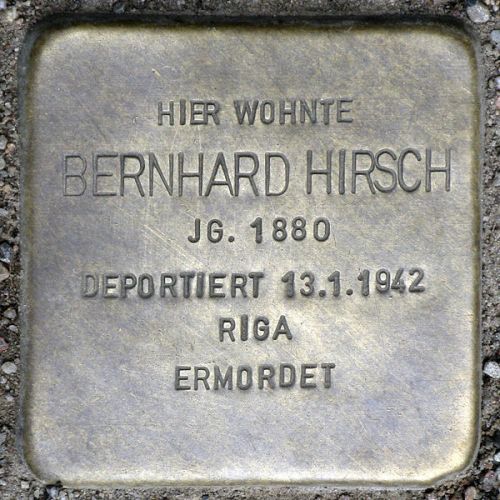 HIER WOHNTE
BERNHARD HIRSCH
JG. 1880
DEPORTIERT 13.1.1942
RIGA
ERMORDET